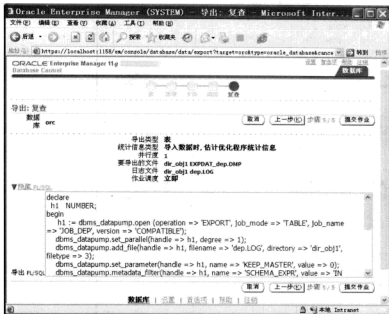 Oracle Enterprise Manager (SYSTEM) - 导出: 复查 - Microsoft Inter...
文件(F) 编辑(E) 查看(V) 收藏(A) 工具(T) 帮助(H)
后退 搜索 收藏夹
https://localhost:1158/em/console/database/data/export?target=orc&type=oracle_database&cance 转到 链接
ORACLE Enterprise Manager 11g
Database Control
数据库
复查
导出: 复查
数据库 orc
取消 上一步(K) 步骤 5/5 提交作业
导出类型 表
统计信息类型 导入数据时,估计优化程序统计信息
并行度 1
要导出的文件 dir_obj1 EXPDAT_dep.DMP
日志文件 dir_obj1 dep.LOG
作业调度 立即
隐藏 PL/SQL
declare
h1 NUMBER;
begin
h1 := dbms_datapump.open (operation => 'EXPORT', job_mode => 'TABLE', job_name
=> 'JOB_DEP', version => 'COMPATIBLE');
dbms_datapump.set_parallel(handle => h1, degree => 1);
dbms_datapump.add_file(handle => h1, filename => 'dep.LOG', directory => 'dir_obj1',
filetype => 3);
dbms_datapump.set_parameter(handle => h1, name => 'KEEP_MASTER', value => 0);
导出 PL/SQL
dbms_datapump.metadata_filter(handle => h1, name => 'SCHEMA_EXPR', value => 'IN
取消 上一步(K) 步骤 5/5 提交作业
数据库 | 设置 | 首选项 | 帮助 | 注销
本地 Intranet